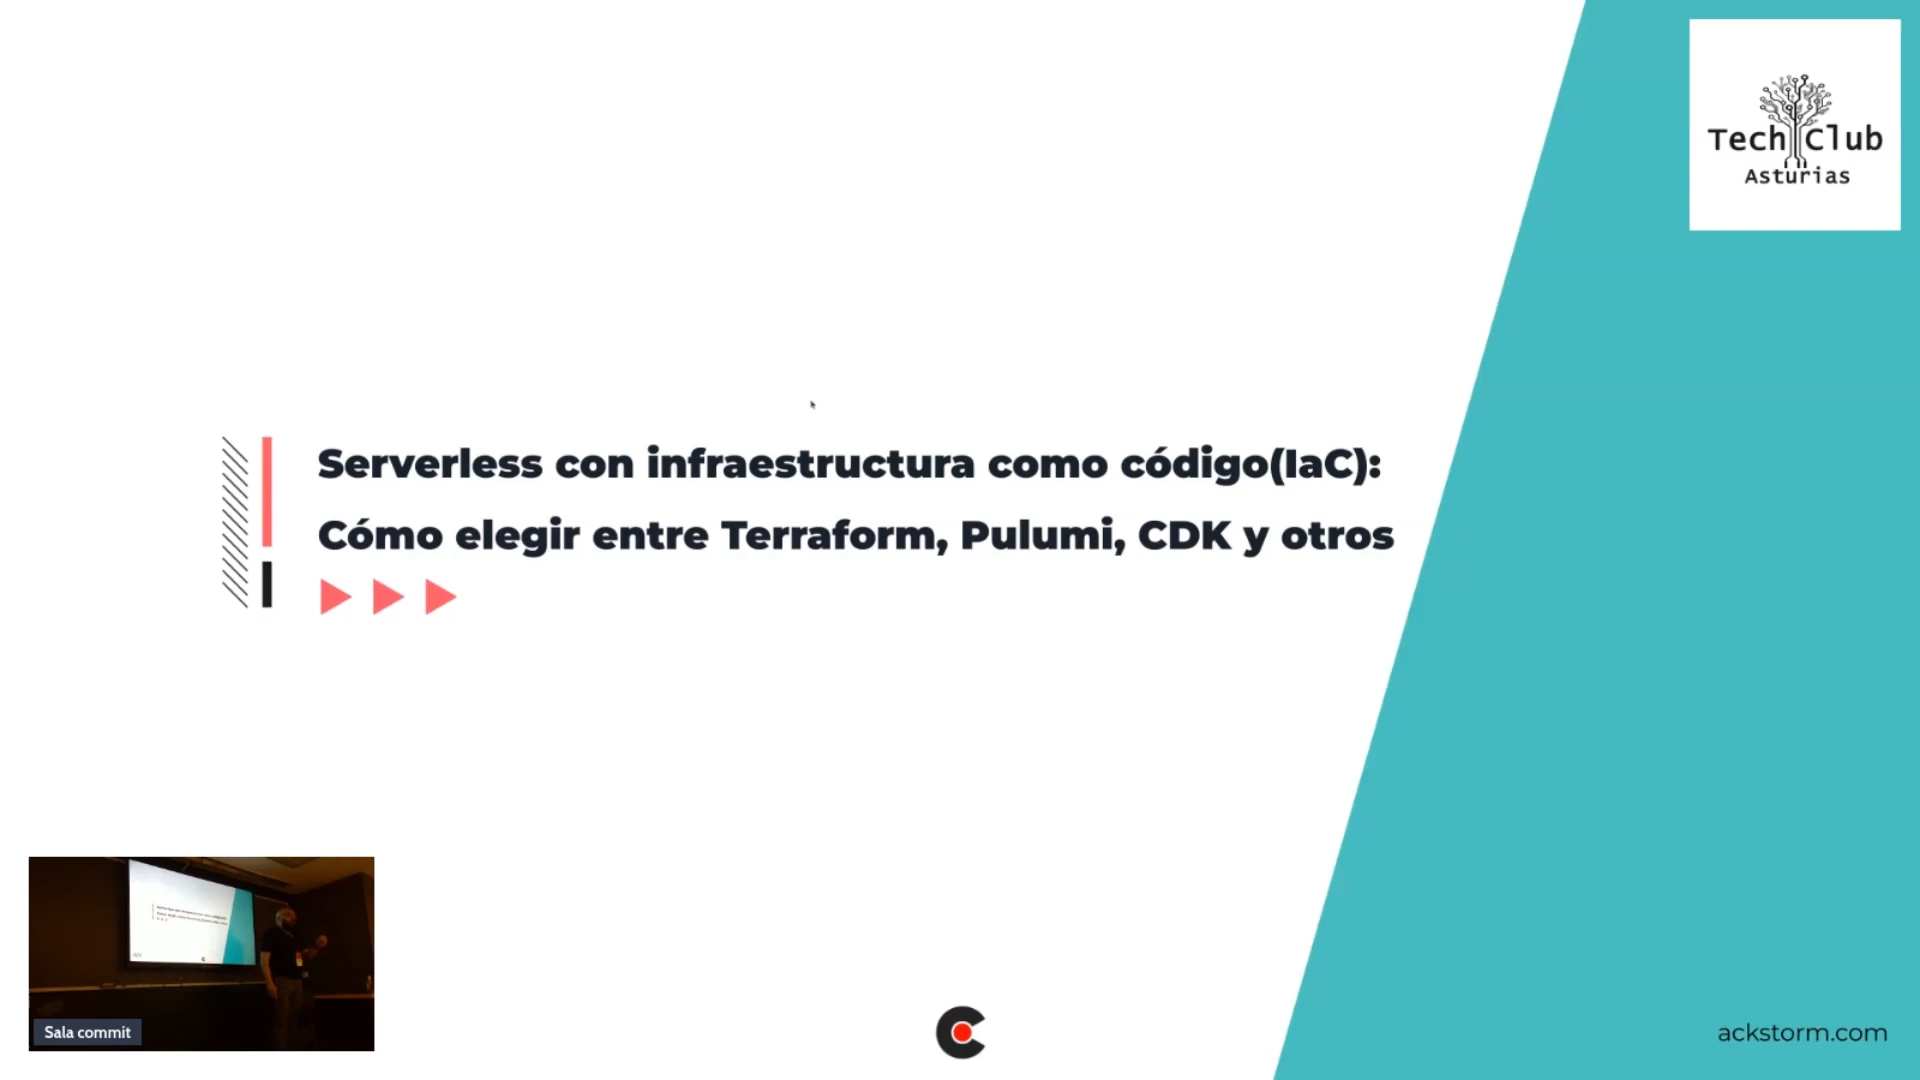 Tech Club
Asturias
Serverless con infraestructura como código(IaC):
Cómo elegir entre Terraform, Pulumi, CDK y otros
Sala commit
ackstorm.com